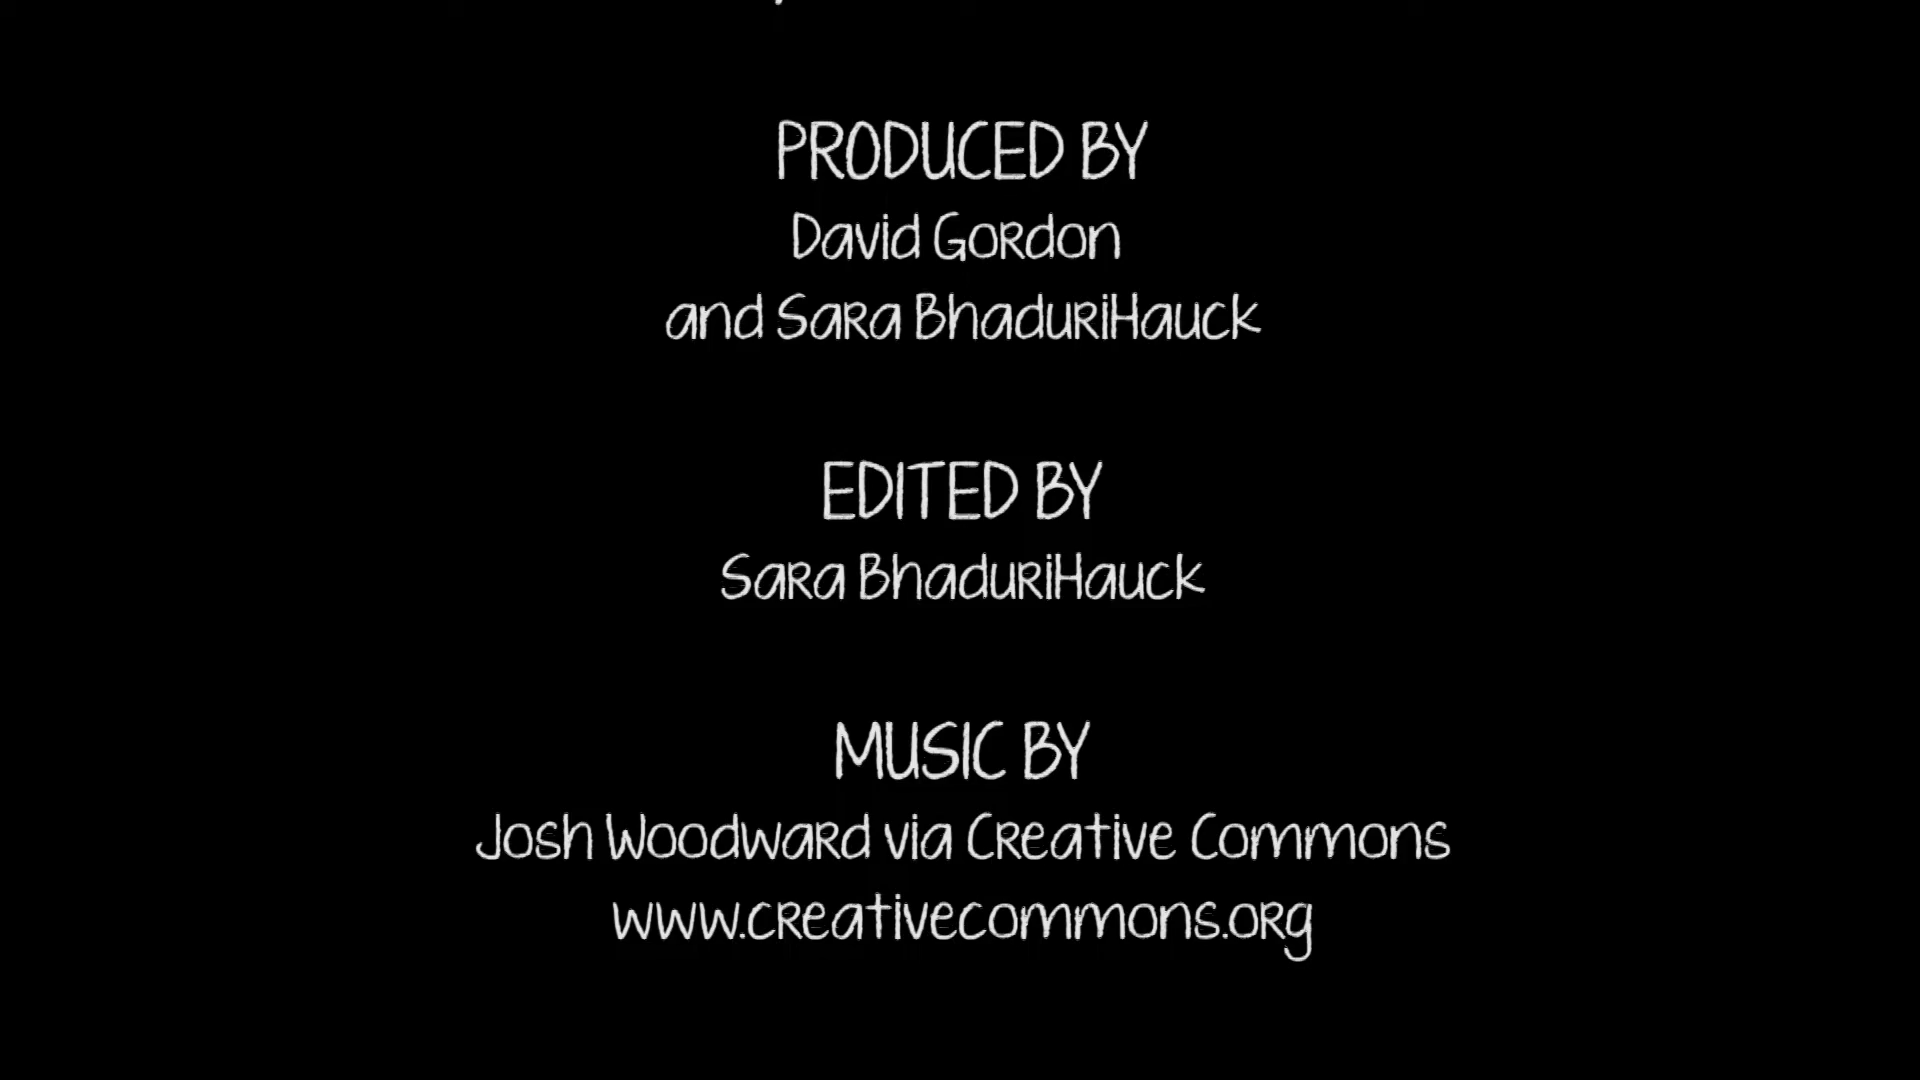 PRODUCED BY
David Gordon
and Sara BhaduriHauck
EDITED BY
Sara BhaduriHauck
MUSIC BY
Josh Woodward via Creative Commons
www.creativecommons.org